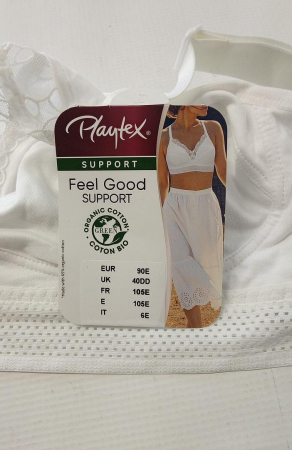 Playtex®
SUPPORT
Feel Good
SUPPORT
ORGANIC COTTON
GREEN
COTON BIO
EUR 90E
UK 40DD
FR 105E
E 105E
IT 6E